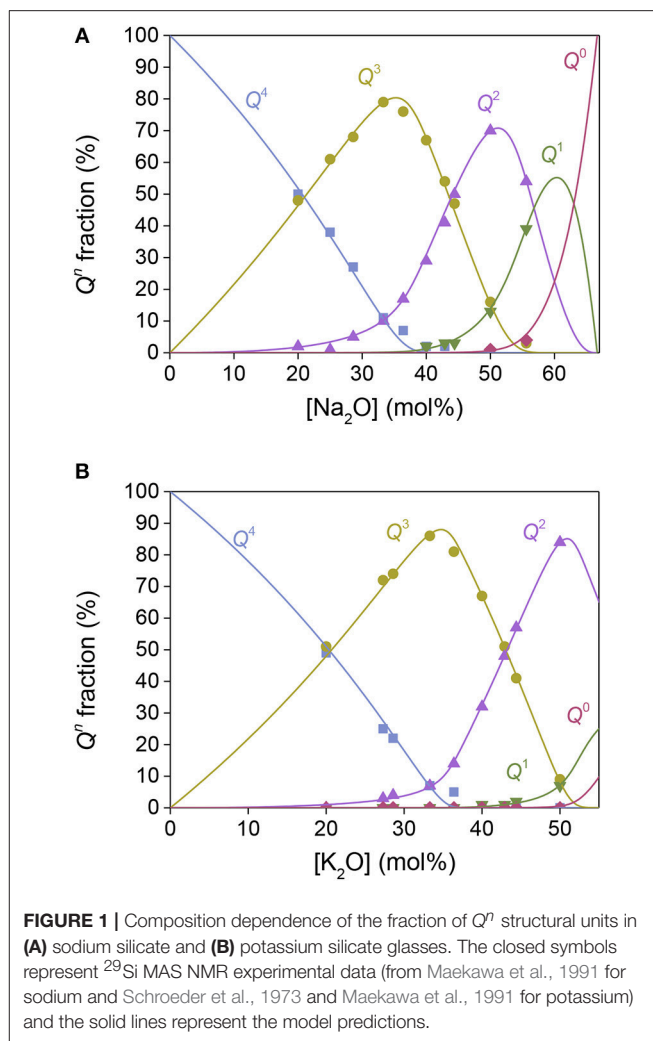 A
100
90
80
70
60
50
40
30
20
10
0
Qⁿ fraction (%)
Q⁴
Q³
Q²
Q¹
Q⁰
0 10 20 30 40 50 60
[Na₂O] (mol%)
B
100
90
80
70
60
50
40
30
20
10
0
Qⁿ fraction (%)
Q⁴
Q³
Q²
Q¹
Q⁰
0 10 20 30 40 50
[K₂O] (mol%)
FIGURE 1 | Composition dependence of the fraction of Qⁿ structural units in
(A) sodium silicate and (B) potassium silicate glasses. The closed symbols
represent ²⁹Si MAS NMR experimental data (from Maekawa et al., 1991 for
sodium and Schroeder et al., 1973 and Maekawa et al., 1991 for potassium)
and the solid lines represent the model predictions.